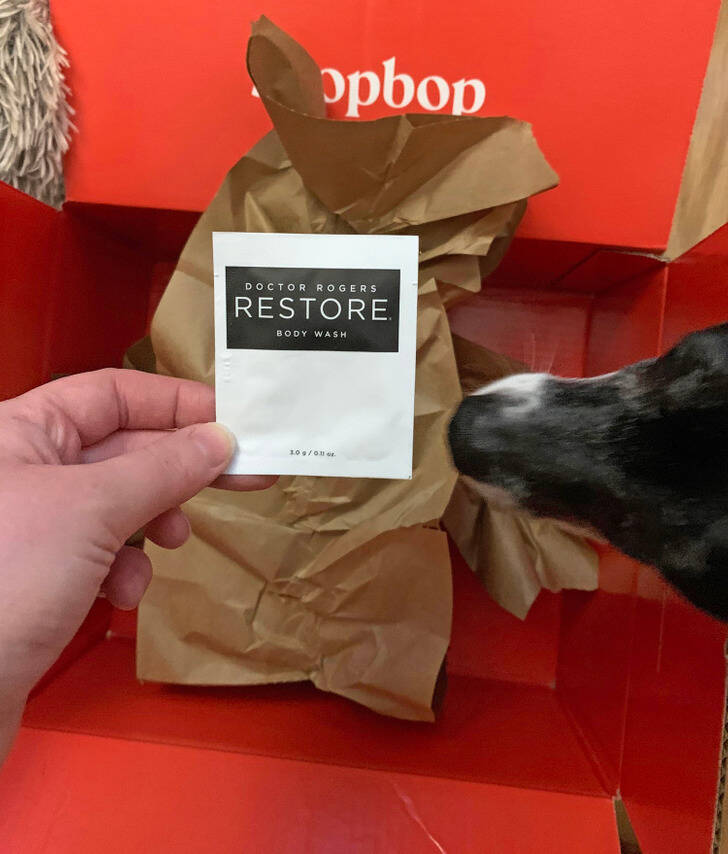 opbop
DOCTOR ROGERS
RESTORE.
BODY WASH
3.0 g / 0.11 oz.